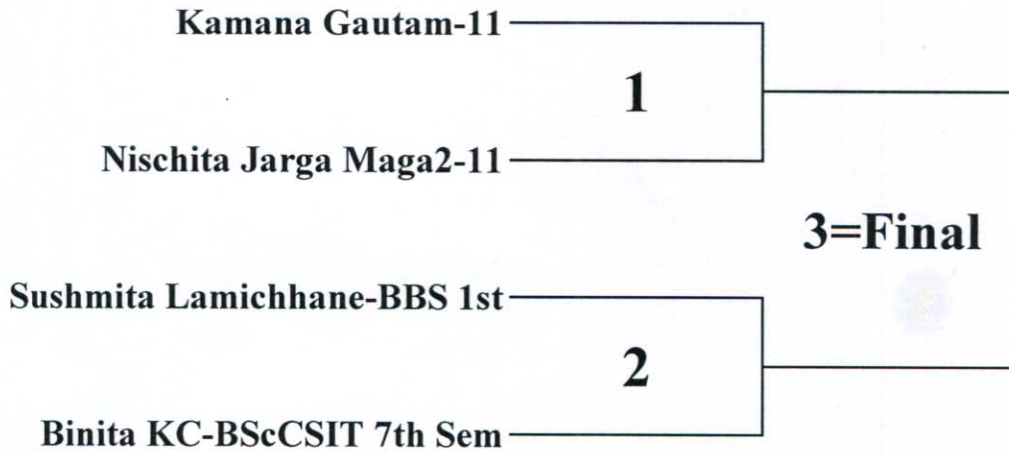 Kamana Gautam-11
1
Nischita Jarga Maga2-11
3=Final
Sushmita Lamichhane-BBS 1st
2
Binita KC-BScCSIT 7th Sem